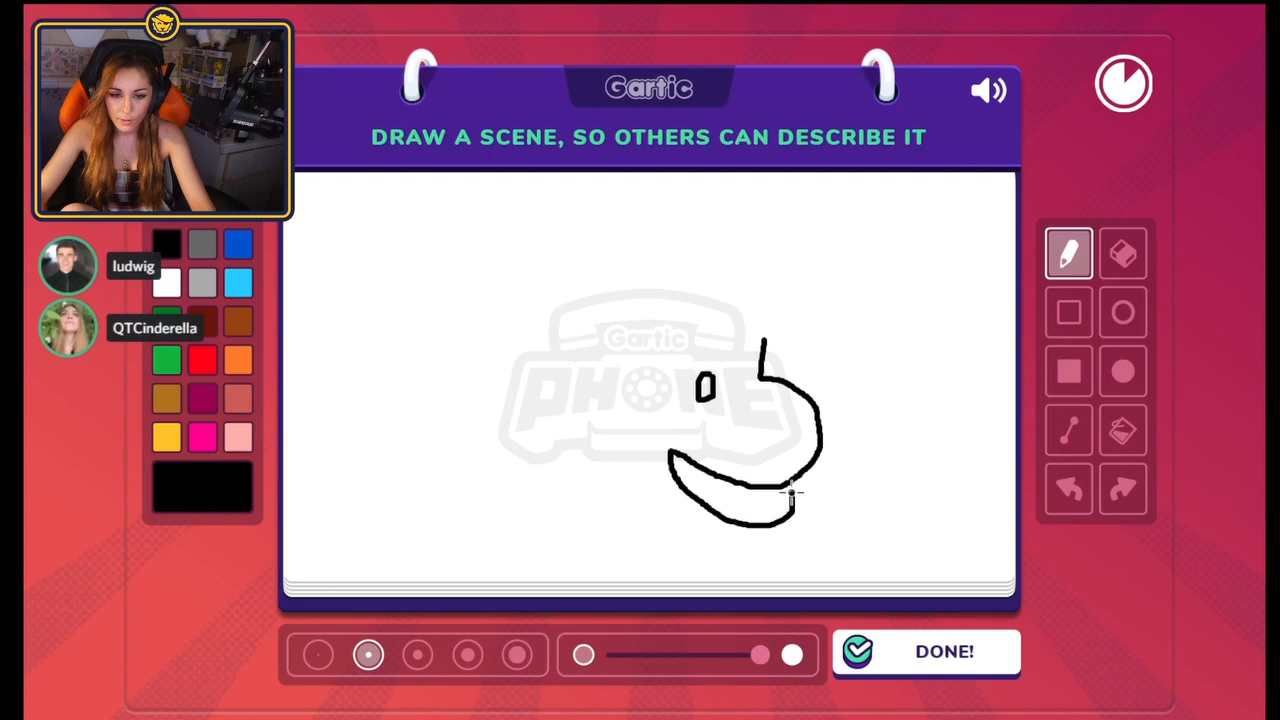 Gartic
DRAW A SCENE, SO OTHERS CAN DESCRIBE IT
ludwig
QTCinderella
Gartic
PHONE
DONE!